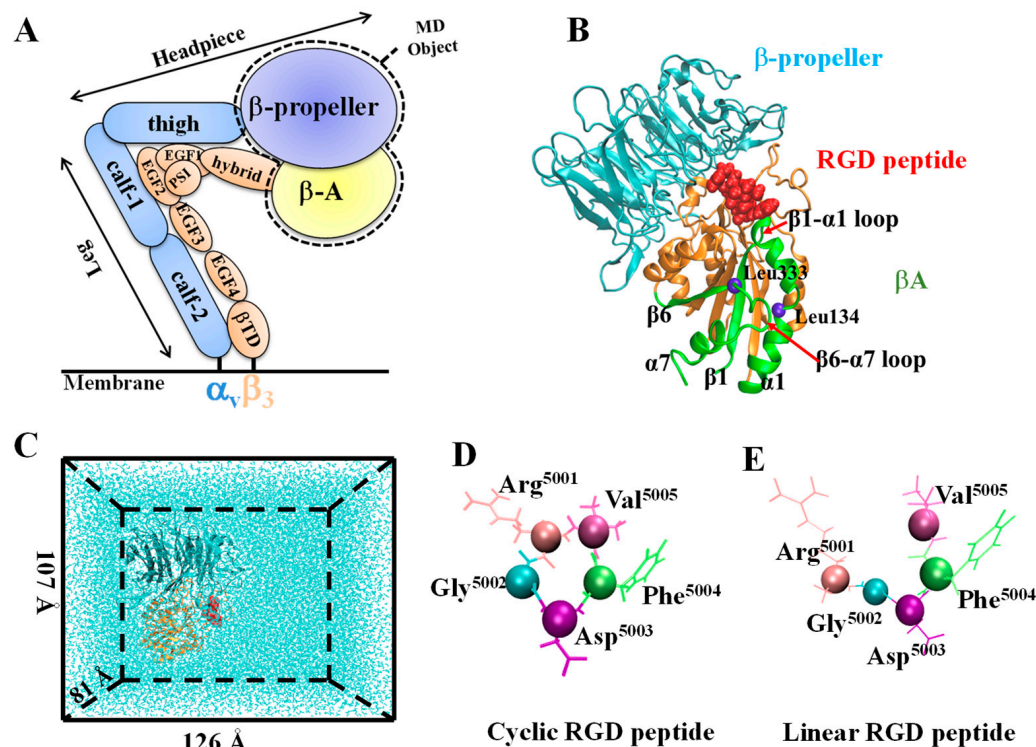 A
Headpiece
MD
Object
β-propeller
thigh
EGF1
hybrid
EGF2
PSI
β-A
calf-1
EGF3
Leg
EGF4
calf-2
βTD
Membrane
αvβ3
B
β-propeller
RGD peptide
β1-α1 loop
Leu333
βA
Leu134
β6
β6-α7 loop
α7
β1
α1
C
107 Å
81 Å
126 Å
D
Arg5001
Val5005
Gly5002
Phe5004
Asp5003
Cyclic RGD peptide
E
Val5005
Arg5001
Phe5004
Gly5002
Asp5003
Linear RGD peptide